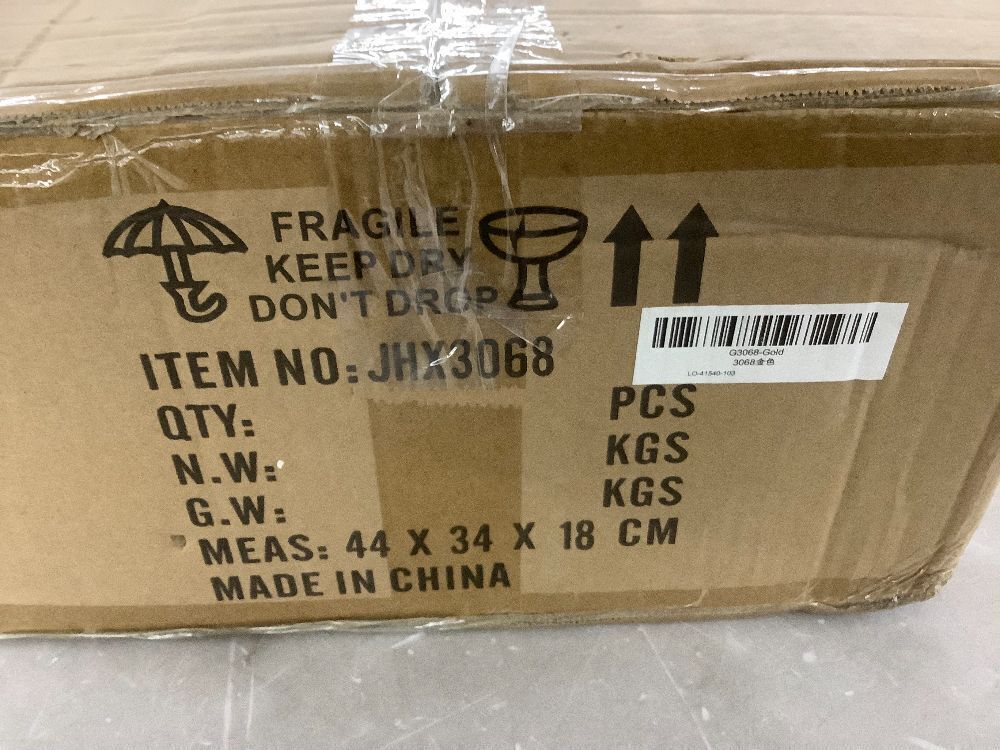 FRAGILE
KEEP DRY
DON'T DROP
ITEM NO: JHX3068
QTY: PCS
N.W: KGS
G.W: KGS
MEAS: 44 X 34 X 18 CM
MADE IN CHINA
G3068-Gold
3068金色
LO-41540-103